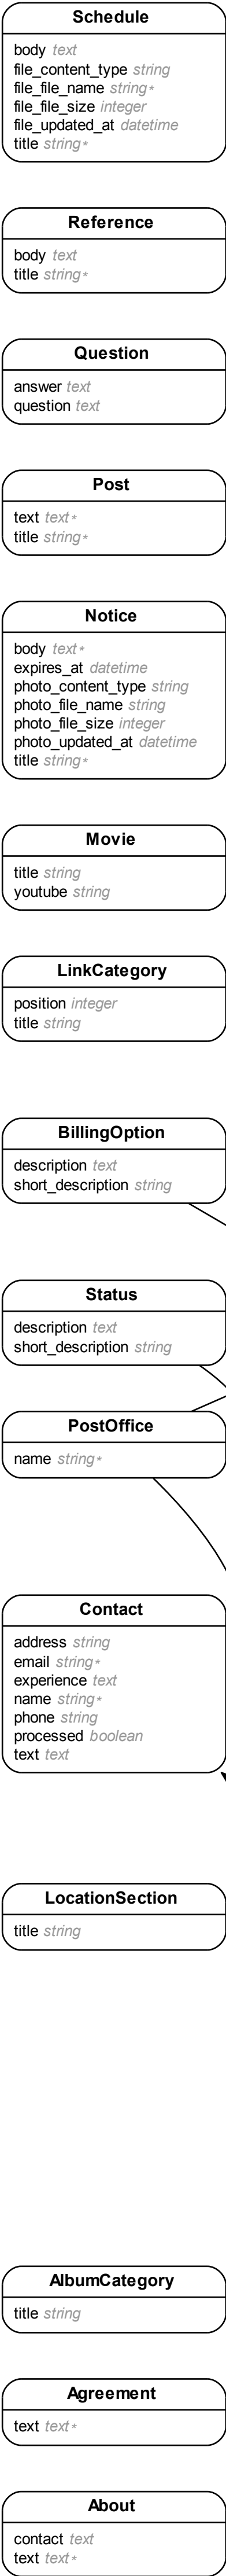 Schedule
body text
file_content_type string
file_file_name string*
file_file_size integer
file_updated_at datetime
title string*
Reference
body text
title string*
Question
answer text
question text
Post
text text*
title string*
Notice
body text*
expires_at datetime
photo_content_type string
photo_file_name string
photo_file_size integer
photo_updated_at datetime
title string*
Movie
title string
youtube string
LinkCategory
position integer
title string
BillingOption
description text
short_description string
Status
description text
short_description string
PostOffice
name string*
Contact
address string
email string*
experience text
name string*
phone string
processed boolean
text text
LocationSection
title string
AlbumCategory
title string
Agreement
text text*
About
contact text
text text*